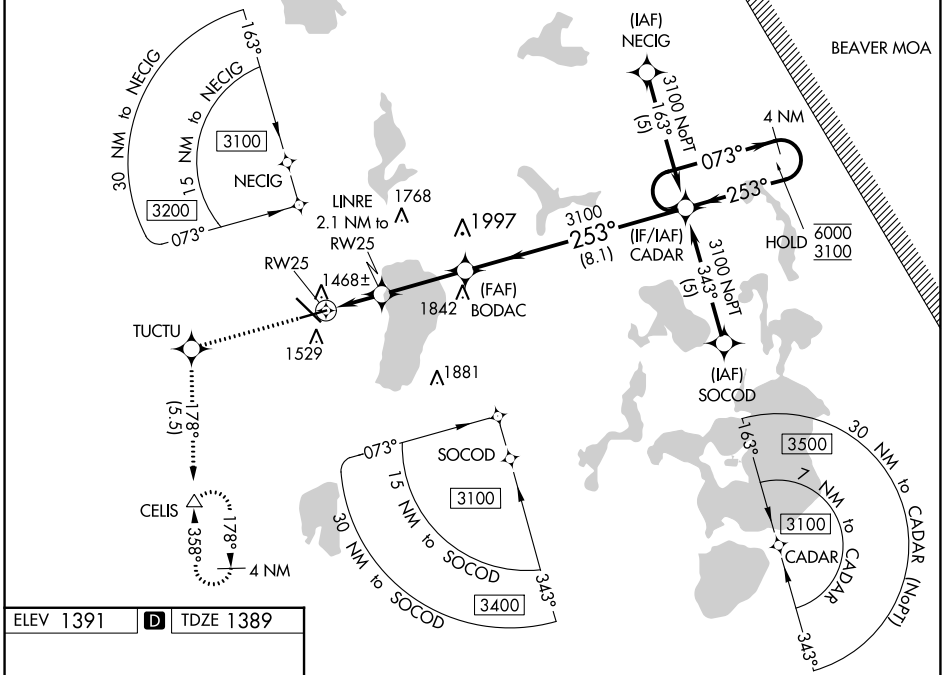 BEAVER MOA
(IAF)
NECIG
3100 NoPT
163°
(5)
4 NM
073°
253°
HOLD
6000
3100
(IF/IAF)
CADAR
3100
253°
(8.1)
3100 NoPT
343°
(5)
(IAF)
SOCOD
163°
30 NM to NECIG
15 NM to NECIG
3100
3200
NECIG
073°
LINRE
2.1 NM to
RW25
1768
1997
RW25
1468±
1842
(FAF)
BODAC
1529
1881
TUCTU
178°
(5.5)
CELIS
358°
178°
4 NM
073°
SOCOD
15 NM to SOCOD
3100
30 NM to SOCOD
3400
343°
163°
3500
30 NM to CADAR (NoPT)
7 NM to CADAR
3100
CADAR
343°
ELEV 1391 D TDZE 1389